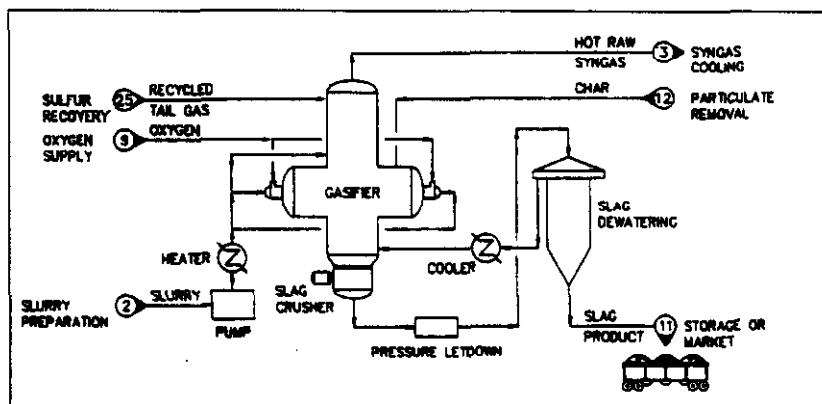 HOT RAW
SYNGAS
3
SYNGAS
COOLING
SULFUR
RECOVERY
25
RECYCLED
TAIL GAS
CHAR
12
PARTICULATE
REMOVAL
OXYGEN
SUPPLY
9
OXYGEN
GASIFIER
SLAG
DEWATERING
HEATER
COOLER
SLAG
CRUSHER
SLURRY
PREPARATION
2
SLURRY
PUMP
PRESSURE LETDOWN
SLAG
PRODUCT
11
STORAGE OR
MARKET